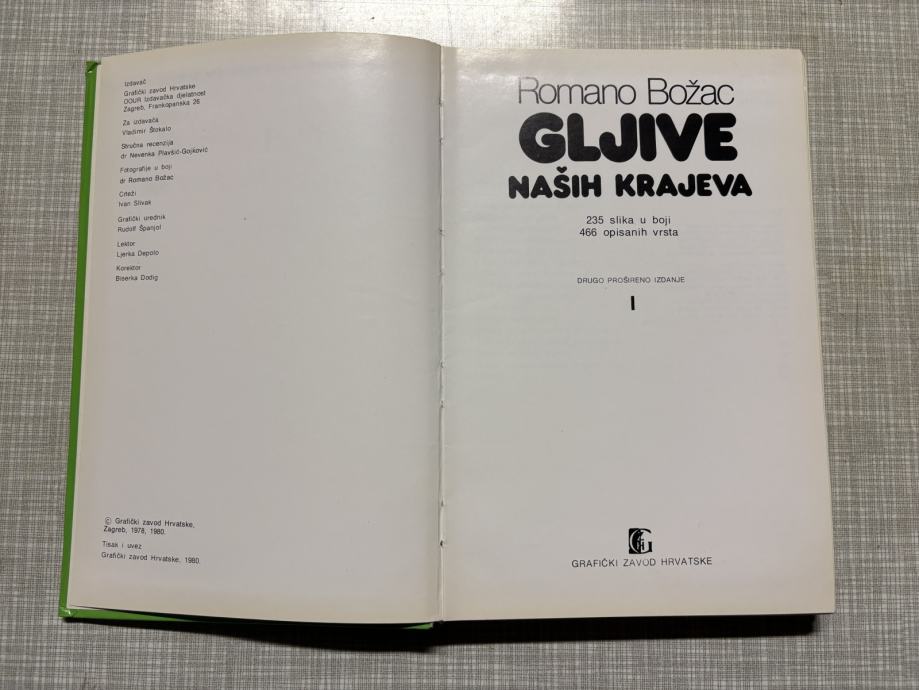 Izdavač
Grafički zavod Hrvatske
OOUR Izdavačka djelatnost
Zagreb, Frankopanska 26
Za izdavača
Vladimir Štokalo
Stručna recenzija
dr Nevenka Plavšić-Gojković
Fotografije u boji
dr Romano Božac
Crteži
Ivan Slivak
Grafički urednik
Rudolf Španjol
Lektor
Ljerka Depolo
Korektor
Biserka Dodig
© Grafički zavod Hrvatske,
Zagreb, 1978, 1980.
Tisak i uvez
Grafički zavod Hrvatske, 1980.
Romano Božac
GLJIVE
NAŠIH KRAJEVA
235 slika u boji
466 opisanih vrsta
DRUGO PROŠIRENO IZDANJE
I
GRAFIČKI ZAVOD HRVATSKE